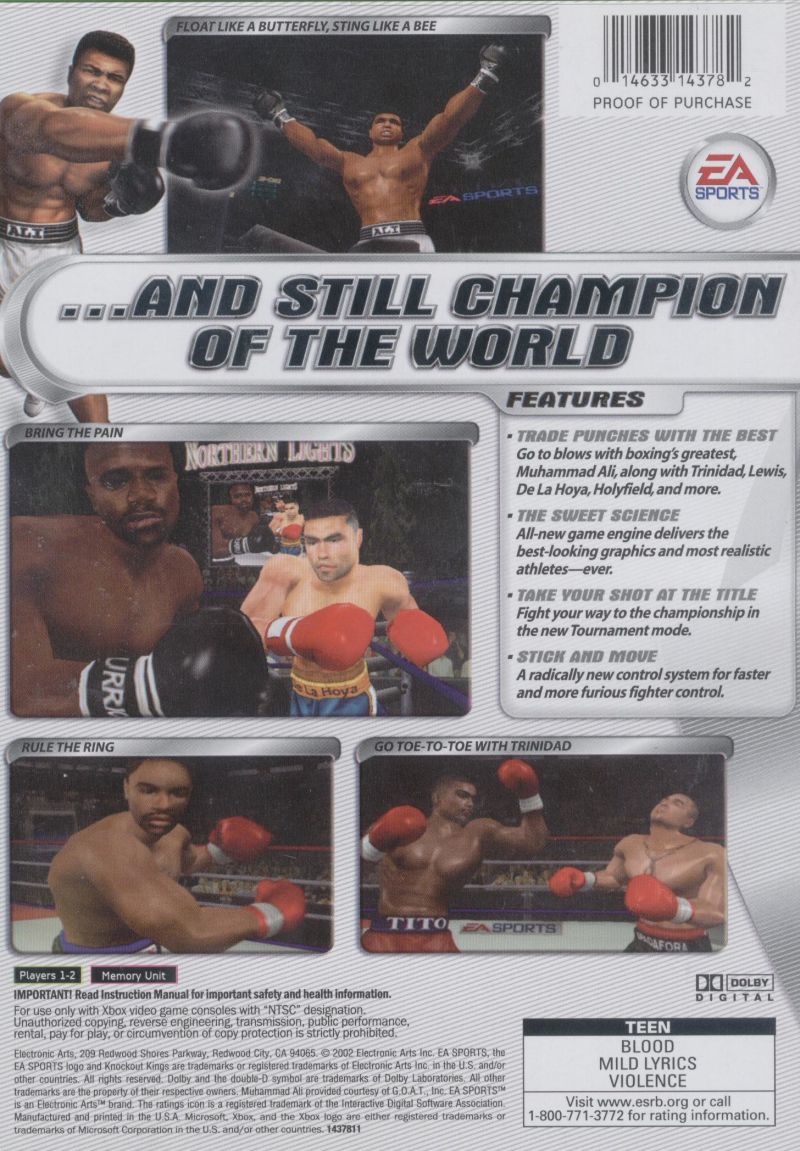 FLOAT LIKE A BUTTERFLY, STING LIKE A BEE
0 14633 14378 2
PROOF OF PURCHASE
EA
SPORTS™
EA SPORTS
ALI
ALI
...AND STILL CHAMPION
OF THE WORLD
FEATURES
▪ TRADE PUNCHES WITH THE BEST
Go to blows with boxing's greatest,
Muhammad Ali, along with Trinidad, Lewis,
De La Hoya, Holyfield, and more.
▪ THE SWEET SCIENCE
All-new game engine delivers the
best-looking graphics and most realistic
athletes—ever.
▪ TAKE YOUR SHOT AT THE TITLE
Fight your way to the championship in
the new Tournament mode.
▪ STICK AND MOVE
A radically new control system for faster
and more furious fighter control.
BRING THE PAIN
NORTHERN LIGHTS
De La Hoya
RULE THE RING
GO TOE-TO-TOE WITH TRINIDAD
TITO
EA SPORTS
Players 1-2
Memory Unit
IMPORTANT! Read Instruction Manual for important safety and health information.
For use only with Xbox video game consoles with "NTSC" designation.
Unauthorized copying, reverse engineering, transmission, public performance,
rental, pay for play, or circumvention of copy protection is strictly prohibited.
Electronic Arts, 209 Redwood Shores Parkway, Redwood City, CA 94065. © 2002 Electronic Arts Inc. EA SPORTS, the
EA SPORTS logo and Knockout Kings are trademarks or registered trademarks of Electronic Arts Inc. in the U.S. and/or
other countries. All rights reserved. Dolby and the double-D symbol are trademarks of Dolby Laboratories. All other
trademarks are the property of their respective owners. Muhammad Ali provided courtesy of G.O.A.T., Inc. EA SPORTS™
is an Electronic Arts™ brand. The ratings icon is a registered trademark of the Interactive Digital Software Association.
Manufactured and printed in the U.S.A. Microsoft, Xbox, and the Xbox logo are either registered trademarks or
trademarks of Microsoft Corporation in the U.S. and/or other countries. 1437811
DOLBY
DIGITAL
TEEN
BLOOD
MILD LYRICS
VIOLENCE
Visit www.esrb.org or call
1-800-771-3772 for rating information.